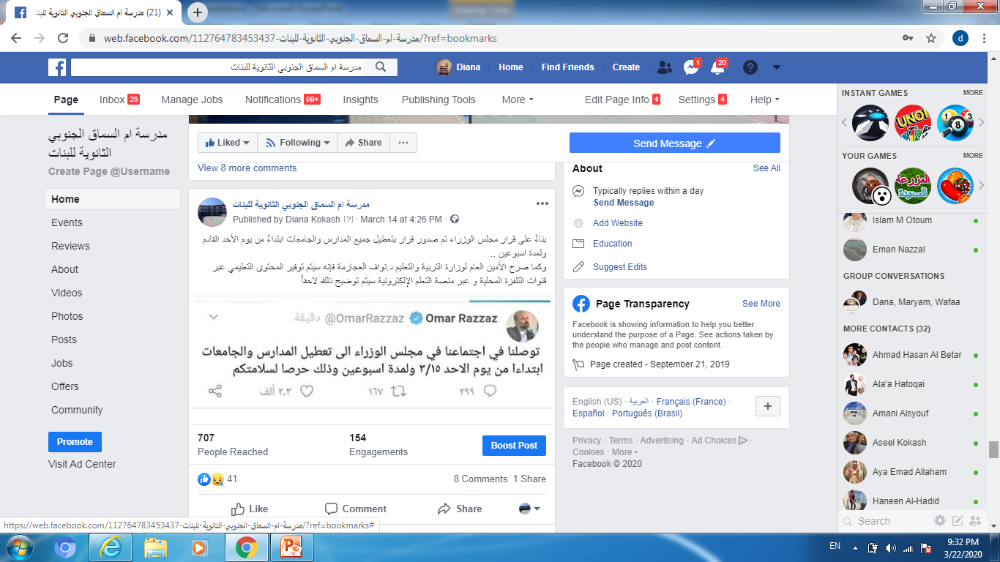 (21) مدرسة ام السماق الجنوبي الثانوية للبنات
web.facebook.com/112764783453437-مدرسة-ام-السماق-الجنوبي-الثانوية-للبنات/?ref=bookmarks
مدرسة ام السماق الجنوبي الثانوية للبنات
Diana Home Find Friends Create 1 20
Page Inbox 25 Manage Jobs Notifications 99+ Insights Publishing Tools More Edit Page Info 4 Settings 4 Help
مدرسة ام السماق الجنوبي
الثانوية للبنات
Create Page @Username
Home
Events
Reviews
About
Videos
Photos
Posts
Jobs
Offers
Community
Promote
Visit Ad Center
Liked Following Share Send Message
View 8 more comments
مدرسة ام السماق الجنوبي الثانوية للبنات
Published by Diana Kokash [?] · March 14 at 4:26 PM ·
بناءً على قرار مجلس الوزراء تم صدور قرار بتعطيل جميع المدارس والجامعات ابتداءً من يوم الأحد القادم
ولمدة اسبوعين ..
وكما صرح الأمين العام لوزارة التربية والتعليم د.نواف العجارمة فإنه سيتم توفير المحتوى التعليمي عبر
قنوات التلفزة المحلية و عبر منصة التعلم الإلكترونية سيتم توضيح ذلك لاحقاً
Omar Razzaz @OmarRazzaz دقيقة
توصلنا في اجتماعنا في مجلس الوزراء الى تعطيل المدارس والجامعات
ابتداءا من يوم الاحد ٣/١٥ ولمدة اسبوعين وذلك حرصا لسلامتكم
٢٩٩ ١٦٧ ٢,٣ ألف
707 154
People Reached Engagements
Boost Post
41 8 Comments 1 Share
Like Comment Share
About See All
Typically replies within a day
Send Message
Add Website
Education
Suggest Edits
Page Transparency See More
Facebook is showing information to help you better
understand the purpose of a Page. See actions taken by
the people who manage and post content.
Page created - September 21, 2019
English (US) · العربية · Français (France) ·
Español · Português (Brasil)
Privacy · Terms · Advertising · Ad Choices ·
Cookies · More
Facebook © 2020
INSTANT GAMES MORE
UNO!
1 8 3
YOUR GAMES MORE
المزرعة
السعيدة
Islam M Otoum
Eman Nazzal
GROUP CONVERSATIONS
Dana, Maryam, Wafaa
MORE CONTACTS (32)
Ahmad Hasan Al Betar
Ala'a Hatoqai
Amani Alsyouf
Aseel Kokash
Aya Emad Allaham
Haneen Al-Hadid
Search
https://web.facebook.com/112764783453437-مدرسة-ام-السماق-الجنوبي-الثانوية-للبنات/?ref=bookmarks#
EN
9:32 PM
3/22/2020